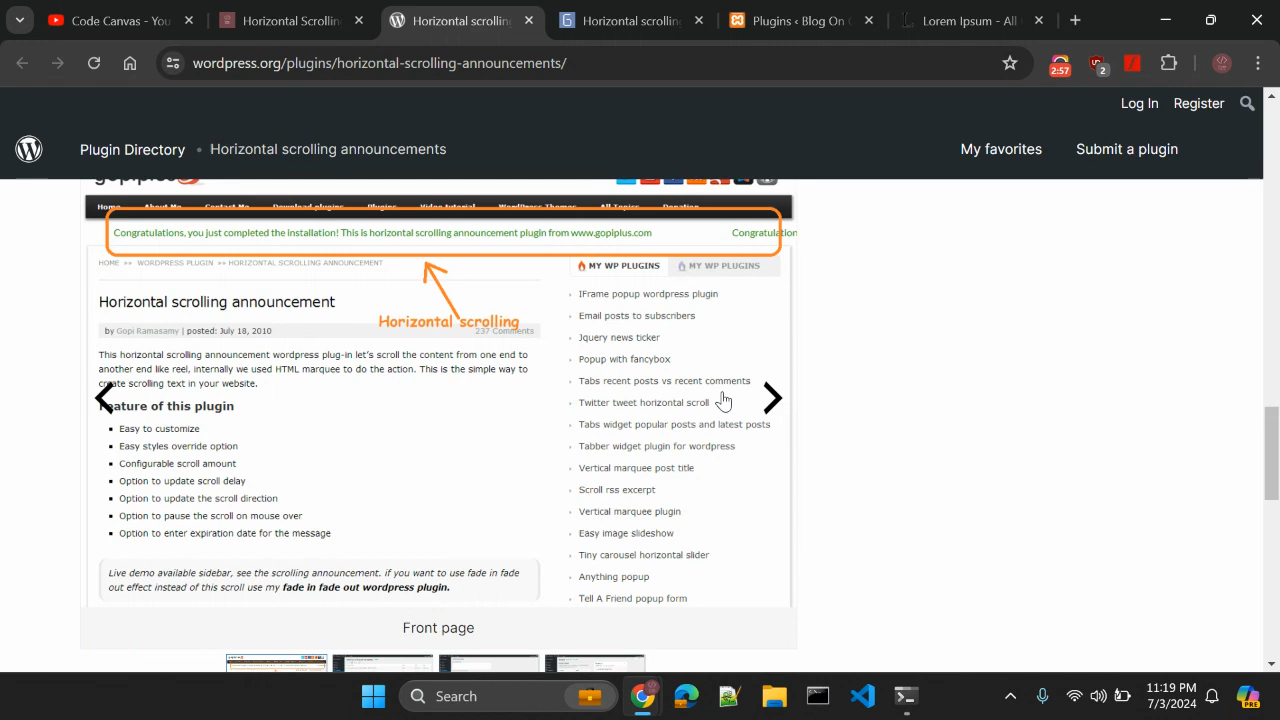 Code Canvas - You
Horizontal Scrolling
Horizontal scrolling
Horizontal scrolling
Plugins ‹ Blog On
Lorem Ipsum - All
wordpress.org/plugins/horizontal-scrolling-announcements/
2:57
2
Log In Register
Plugin Directory • Horizontal scrolling announcements
My favorites Submit a plugin
gopiplus
Home About Me Contact Me Download plugins Plugins Video tutorial WordPress Themes All Topics Donation
Congratulations, you just completed the installation! This is horizontal scrolling announcement plugin from www.gopiplus.com Congratulation
HOME >> WORDPRESS PLUGIN >> HORIZONTAL SCROLLING ANNOUNCEMENT
Horizontal scrolling announcement
Horizontal scrolling
by Gopi Ramasamy | posted: July 18, 2010 237 Comments
This horizontal scrolling announcement wordpress plug-in let's scroll the content from one end to
another end like reel, internally we used HTML marquee to do the action. This is the simple way to
create scrolling text in your website.
Feature of this plugin
Easy to customize
Easy styles override option
Configurable scroll amount
Option to update scroll delay
Option to update the scroll direction
Option to pause the scroll on mouse over
Option to enter expiration date for the message
Live demo available sidebar, see the scrolling announcement. if you want to use fade in fade
out effect instead of this scroll use my fade in fade out wordpress plugin.
MY WP PLUGINS MY WP PLUGINS
IFrame popup wordpress plugin
Email posts to subscribers
Jquery news ticker
Popup with fancybox
Tabs recent posts vs recent comments
Twitter tweet horizontal scroll
Tabs widget popular posts and latest posts
Tabber widget plugin for wordpress
Vertical marquee post title
Scroll rss excerpt
Vertical marquee plugin
Easy image slideshow
Tiny carousel horizontal slider
Anything popup
Tell A Friend popup form
Front page
Search
11:19 PM
7/3/2024
PRE